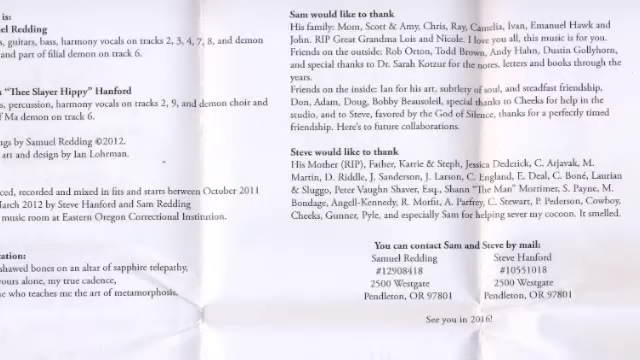 is:
el Redding
s, guitars, bass, harmony vocals on tracks 2, 3, 4, 7, 8, and demon
and part of filial demon on track 6.
n "Thee Slayer Hippy" Hanford
s, percussion, harmony vocals on tracks 2, 9, and demon choir and
f Ma demon on track 6.
ngs by Samuel Redding ©2012.
art and design by Ian Lohrman.
ced, recorded and mixed in fits and starts between October 2011
March 2012 by Steve Hanford and Sam Redding
music room at Eastern Oregon Correctional Institution.
ation:
shawed bones on an altar of sapphire telepathy,
yours alone, my true cadence,
e who teaches me the art of metamorphosis.
Sam would like to thank
His family: Mom, Scott & Amy, Chris, Ray, Camelia, Ivan, Emanuel Hawk and
John. RIP Great Grandma Lois and Nicole. I love you all, this music is for you.
Friends on the outside: Rob Orton, Todd Brown, Andy Hahn, Dustin Gollyhorn,
and special thanks to Dr. Sarah Kotzur for the notes, letters and books through the
years.
Friends on the inside: Ian for his art, subtlety of soul, and steadfast friendship,
Don, Adam, Doug, Bobby Beausoleil, special thanks to Cheeks for help in the
studio, and to Steve, favored by the God of Silence, thanks for a perfectly timed
friendship. Here's to future collaborations.
Steve would like to thank
His Mother (RIP), Father, Karrie & Steph, Jessica Dederick, C. Arjavak, M.
Martin, D. Riddle, J. Sanderson, J. Larson, C. England, E. Deal, C. Boné, Laurian
& Sluggo, Peter Vaughn Shaver, Esq., Shann "The Man" Mortimer, S. Payne, M.
Bondage, Angell-Kennedy, R. Morfit, A. Parfrey, C. Stewart, P. Pederson, Cowboy,
Cheeks, Gunner, Pyle, and especially Sam for helping sever my cocoon. It smelled.
You can contact Sam and Steve by mail:
Samuel Redding
#12908418
2500 Westgate
Pendleton, OR 97801
Steve Hanford
#10551018
2500 Westgate
Pendleton, OR 97801
See you in 2016!